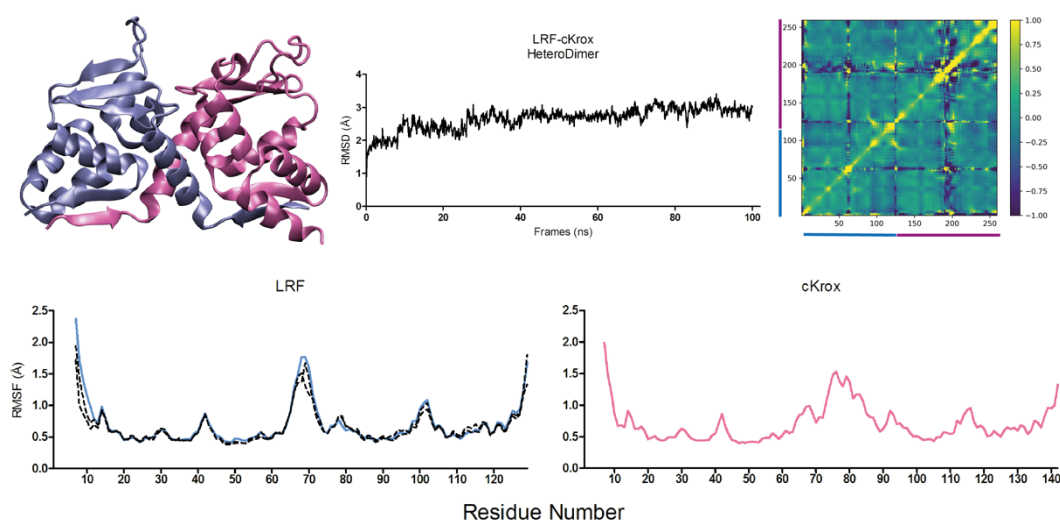 LRF-cKrox
HeteroDimer
4
3
2
1
0
RMSD (Å)
0 20 40 60 80 100
Frames (ns)
250
200
150
100
50
50 100 150 200 250
1.00
0.75
0.50
0.25
0.00
−0.25
−0.50
−0.75
−1.00
LRF
2.5
2.0
1.5
1.0
0.5
0.0
RMSF (Å)
10 20 30 40 50 60 70 80 90 100 110 120
cKrox
2.5
2.0
1.5
1.0
0.5
0.0
10 20 30 40 50 60 70 80 90 100 110 120 130 140
Residue Number